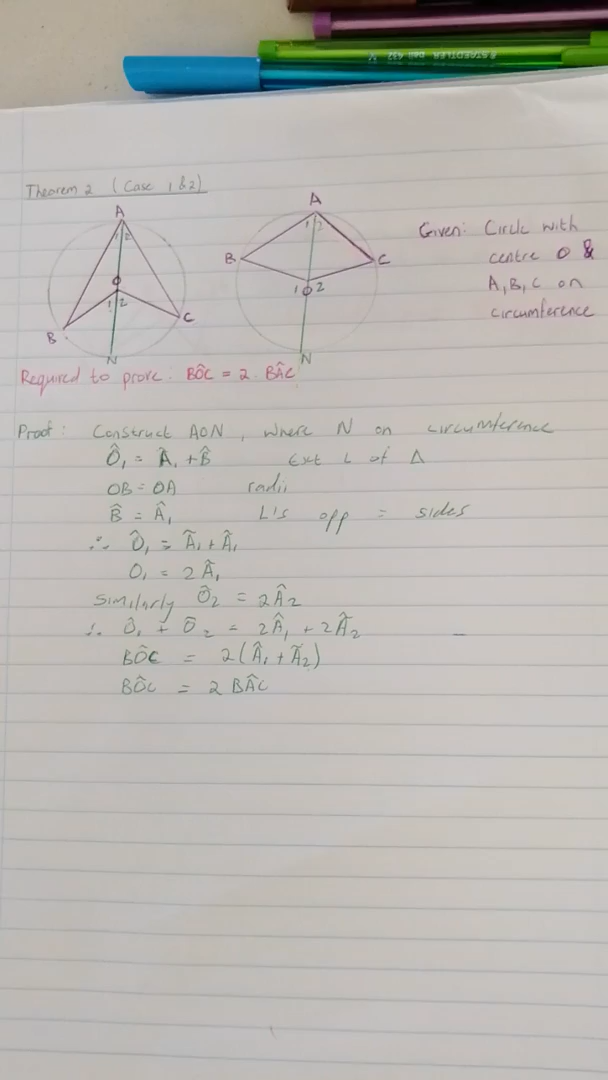 STAEDTLER ball 432 M
Theorem 2 (Case 1 & 2)
A
1 2
B
O
1 2
C
N
A
1 2
B
C
1 O 2
N
Given: Circle with
centre O &
A, B, C on
circumference
Required to prove: BÔC = 2 · BÂC
Proof: Construct AON, where N on circumference
Ô₁ = Â₁ + B̂ Ext ∠ of Δ
OB = OA radii
B̂ = Â₁ ∠'s opp = sides
∴ Ô₁ = Â₁ + Â₁
O₁ = 2Â₁
Similarly Ô₂ = 2Â₂
∴ Ô₁ + Ô₂ = 2Â₁ + 2Â₂
BÔC = 2(Â₁ + Â₂)
BÔC = 2 BÂC